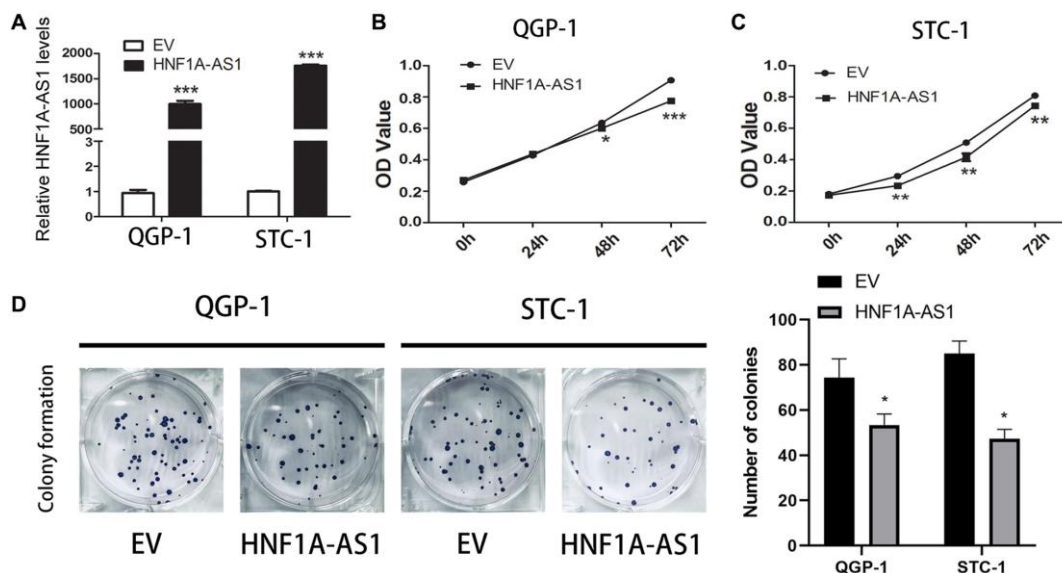 A
EV
HNF1A-AS1
Relative HNF1A-AS1 levels
2000
1500
1000
500
3
2
1
0
***
***
QGP-1
STC-1
B
QGP-1
EV
HNF1A-AS1
OD Value
1.0
0.8
0.6
0.4
0.2
0.0
*
***
0h
24h
48h
72h
C
STC-1
EV
HNF1A-AS1
OD Value
1.0
0.8
0.6
0.4
0.2
0.0
**
**
**
0h
24h
48h
72h
D
QGP-1
STC-1
Colony formation
EV
HNF1A-AS1
EV
HNF1A-AS1
EV
HNF1A-AS1
Number of colonies
100
80
60
40
60
80
*
*
QGP-1
STC-1